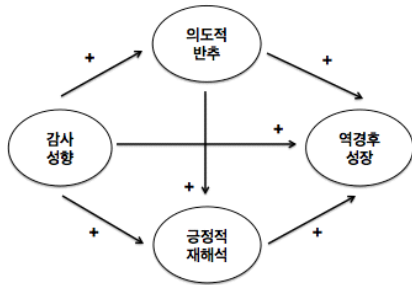 의도적
반추
+
+
감사
성향
+
역경후
성장
+
+
긍정적
재해석
+